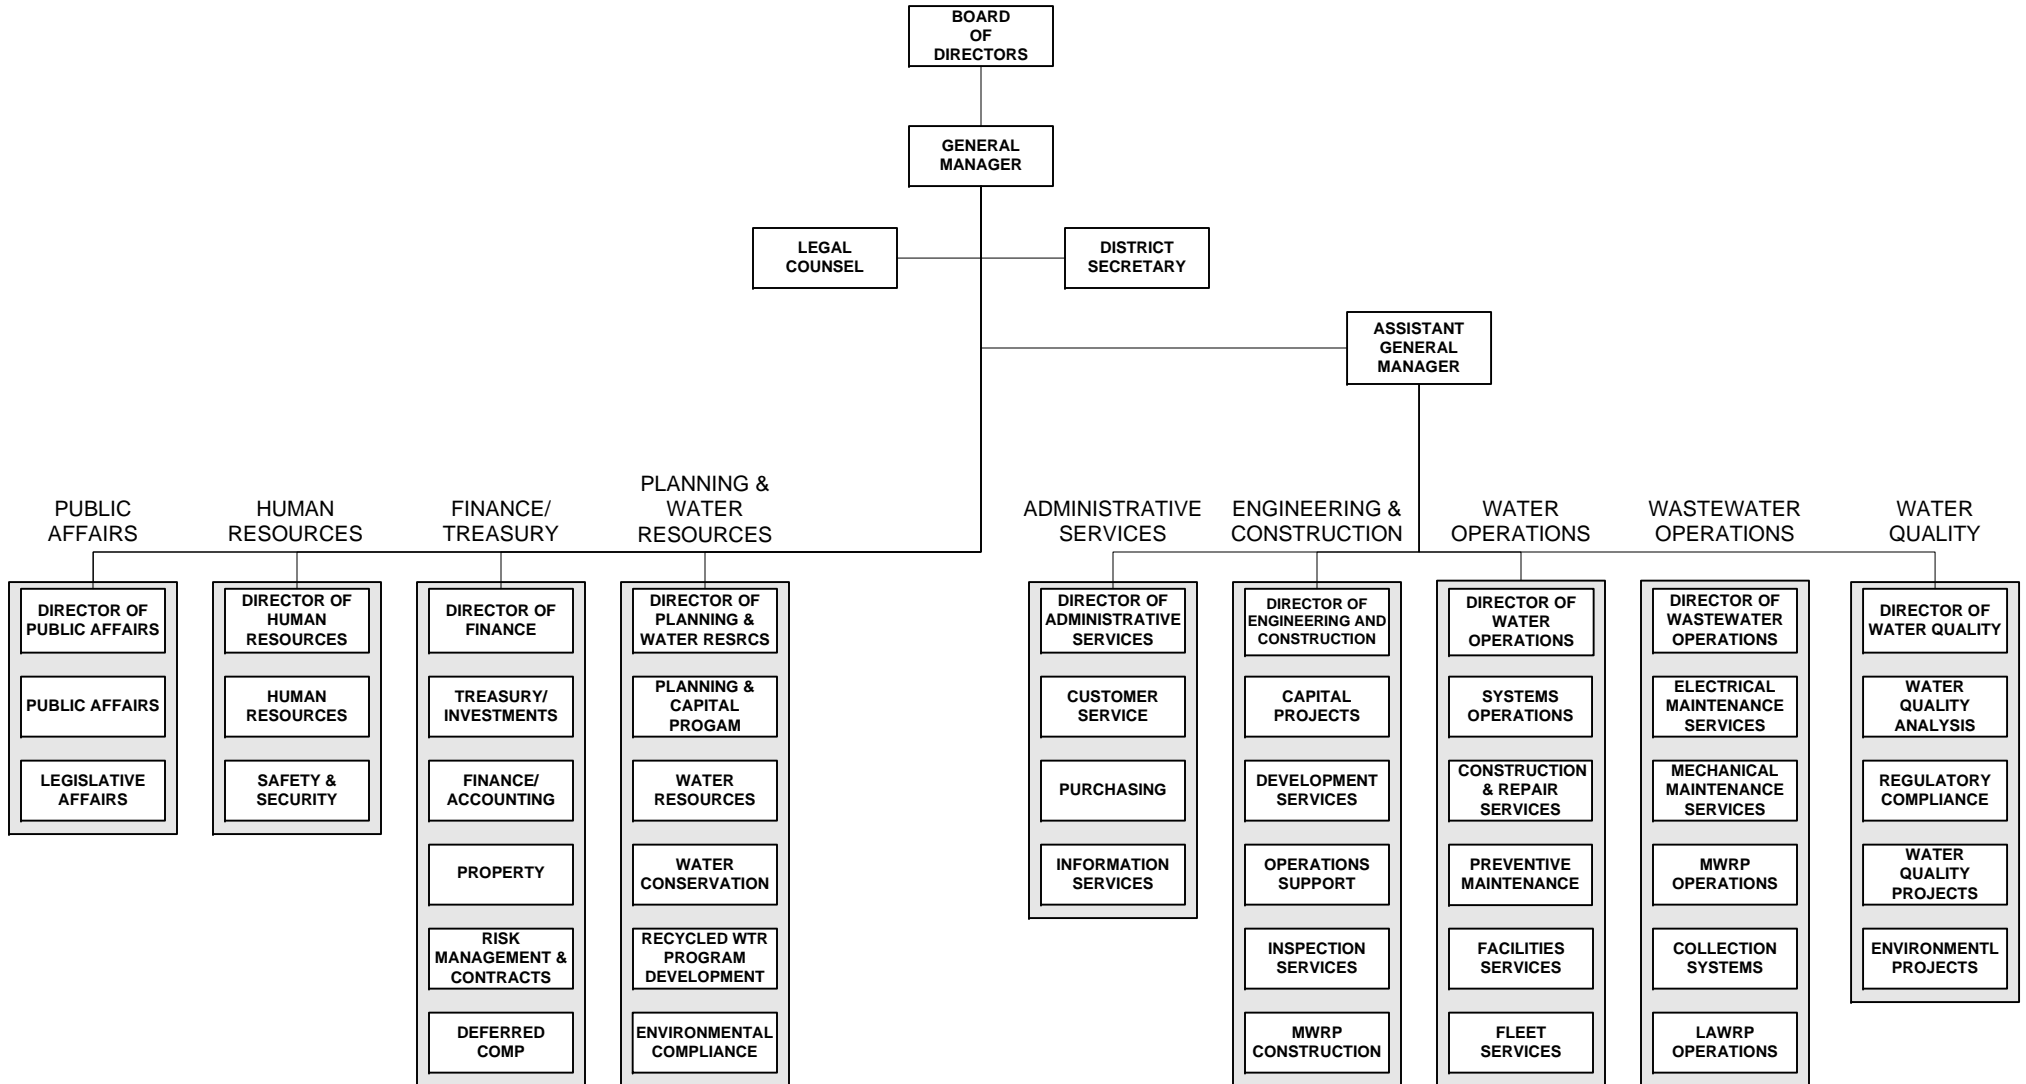 BOARD
OF
DIRECTORS
GENERAL
MANAGER
LEGAL
COUNSEL
DISTRICT
SECRETARY
ASSISTANT
GENERAL
MANAGER
PUBLIC
AFFAIRS
HUMAN
RESOURCES
FINANCE/
TREASURY
PLANNING &
WATER
RESOURCES
ADMINISTRATIVE
SERVICES
ENGINEERING &
CONSTRUCTION
WATER
OPERATIONS
WASTEWATER
OPERATIONS
WATER
QUALITY
DIRECTOR OF
PUBLIC AFFAIRS
PUBLIC AFFAIRS
LEGISLATIVE
AFFAIRS
DIRECTOR OF
HUMAN
RESOURCES
HUMAN
RESOURCES
SAFETY &
SECURITY
DIRECTOR OF
FINANCE
TREASURY/
INVESTMENTS
FINANCE/
ACCOUNTING
PROPERTY
RISK
MANAGEMENT &
CONTRACTS
DEFERRED
COMP
DIRECTOR OF
PLANNING &
WATER RESRCS
PLANNING &
CAPITAL
PROGAM
WATER
RESOURCES
WATER
CONSERVATION
RECYCLED WTR
PROGRAM
DEVELOPMENT
ENVIRONMENTAL
COMPLIANCE
DIRECTOR OF
ADMINISTRATIVE
SERVICES
CUSTOMER
SERVICE
PURCHASING
INFORMATION
SERVICES
DIRECTOR OF
ENGINEERING AND
CONSTRUCTION
CAPITAL
PROJECTS
DEVELOPMENT
SERVICES
OPERATIONS
SUPPORT
INSPECTION
SERVICES
MWRP
CONSTRUCTION
DIRECTOR OF
WATER
OPERATIONS
SYSTEMS
OPERATIONS
CONSTRUCTION
& REPAIR
SERVICES
PREVENTIVE
MAINTENANCE
FACILITIES
SERVICES
FLEET
SERVICES
DIRECTOR OF
WASTEWATER
OPERATIONS
ELECTRICAL
MAINTENANCE
SERVICES
MECHANICAL
MAINTENANCE
SERVICES
MWRP
OPERATIONS
COLLECTION
SYSTEMS
LAWRP
OPERATIONS
DIRECTOR OF
WATER QUALITY
WATER
QUALITY
ANALYSIS
REGULATORY
COMPLIANCE
WATER
QUALITY
PROJECTS
ENVIRONMENTL
PROJECTS